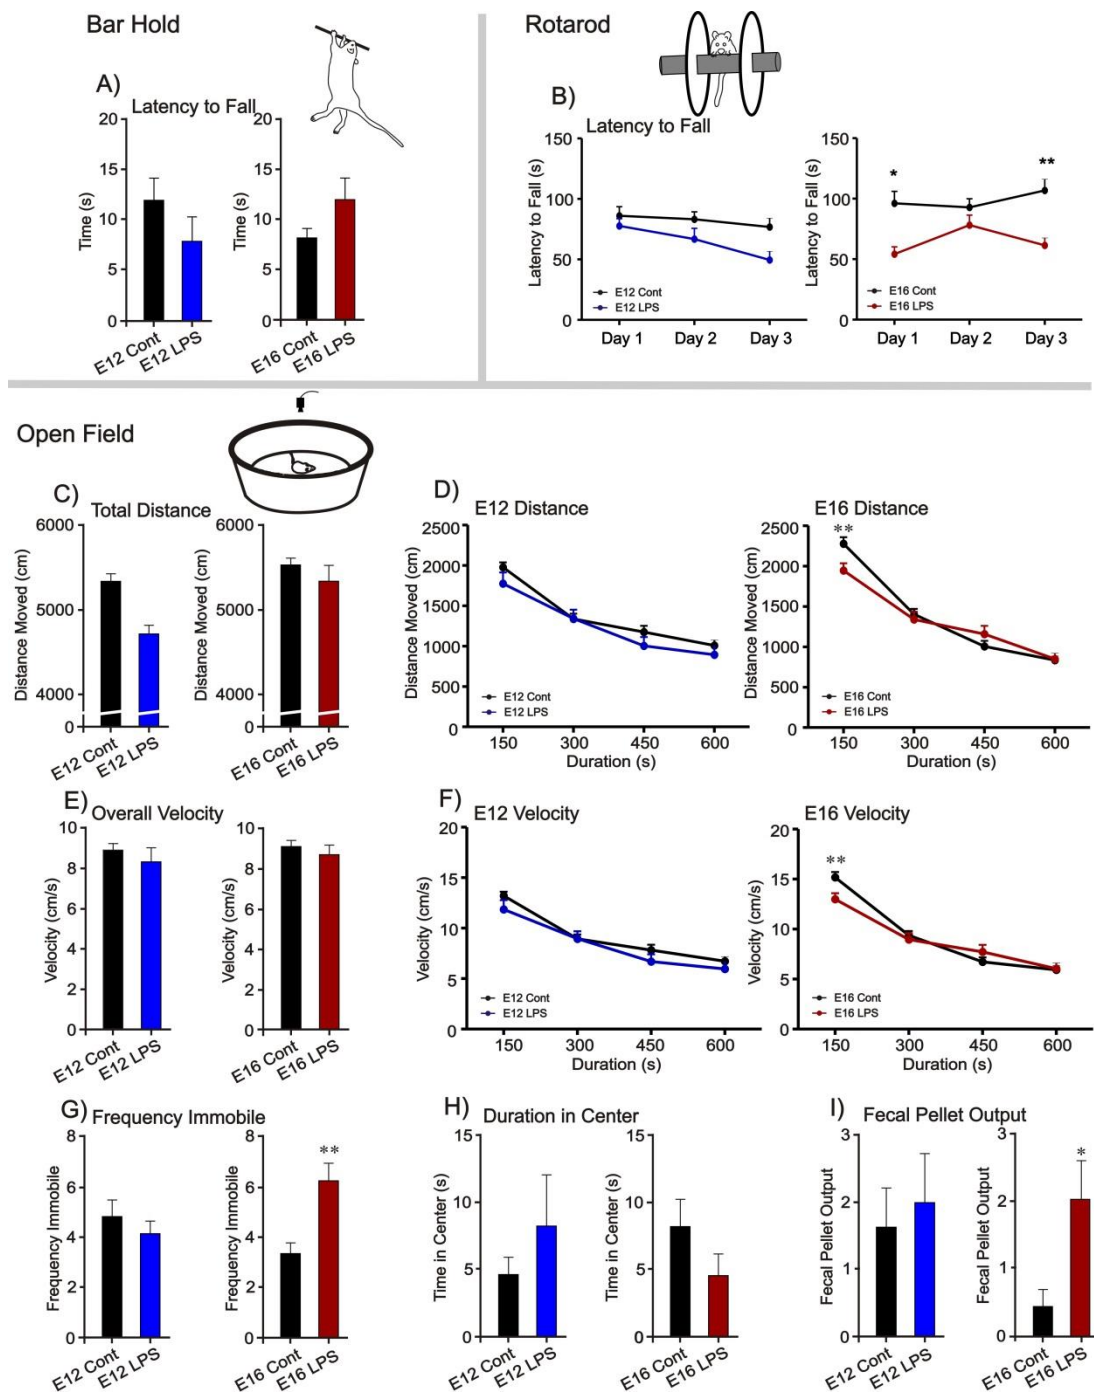 Bar Hold
A)
Latency to Fall
Time (s)
20
15
10
5
0
E12 Cont
E12 LPS
Time (s)
20
15
10
5
0
E16 Cont
E16 LPS
Rotarod
B)
Latency to Fall
Latency to Fall (s)
150
100
50
0
E12 Cont
E12 LPS
Day 1 Day 2 Day 3
Latency to Fall (s)
150
100
50
0
*
**
E16 Cont
E16 LPS
Day 1 Day 2 Day 3
Open Field
C)
Total Distance
Distance Moved (cm)
6000
5000
4000
0
E12 Cont
E12 LPS
Distance Moved (cm)
6000
5000
4000
0
E16 Cont
E16 LPS
D)
E12 Distance
Distance Moved (cm)
2500
2000
1500
1000
500
0
E12 Cont
E12 LPS
150 300 450 600
Duration (s)
E16 Distance
Distance Moved (cm)
2500
2000
1500
1000
500
0
**
E16 Cont
E16 LPS
150 300 450 600
Duration (s)
E)
Overall Velocity
Velocity (cm/s)
10
8
6
4
2
0
E12 Cont
E12 LPS
Velocity (cm/s)
10
8
6
4
2
0
E16 Cont
E16 LPS
F)
E12 Velocity
Velocity (cm/s)
20
15
10
5
0
E12 Cont
E12 LPS
150 300 450 600
Duration (s)
E16 Velocity
Velocity (cm/s)
20
15
10
5
0
**
E16 Cont
E16 LPS
150 300 450 600
Duration (s)
G)
Frequency Immobile
Frequency Immobile
8
6
4
2
0
E12 Cont
E12 LPS
Frequency Immobile
8
6
4
2
0
**
E16 Cont
E16 LPS
H)
Duration in Center
Time in Center (s)
15
10
5
0
E12 Cont
E12 LPS
Time in Center (s)
15
10
5
0
E16 Cont
E16 LPS
I)
Fecal Pellet Output
Fecal Pellet Output
3
2
1
0
E12 Cont
E12 LPS
Fecal Pellet Output
3
2
1
0
*
E16 Cont
E16 LPS